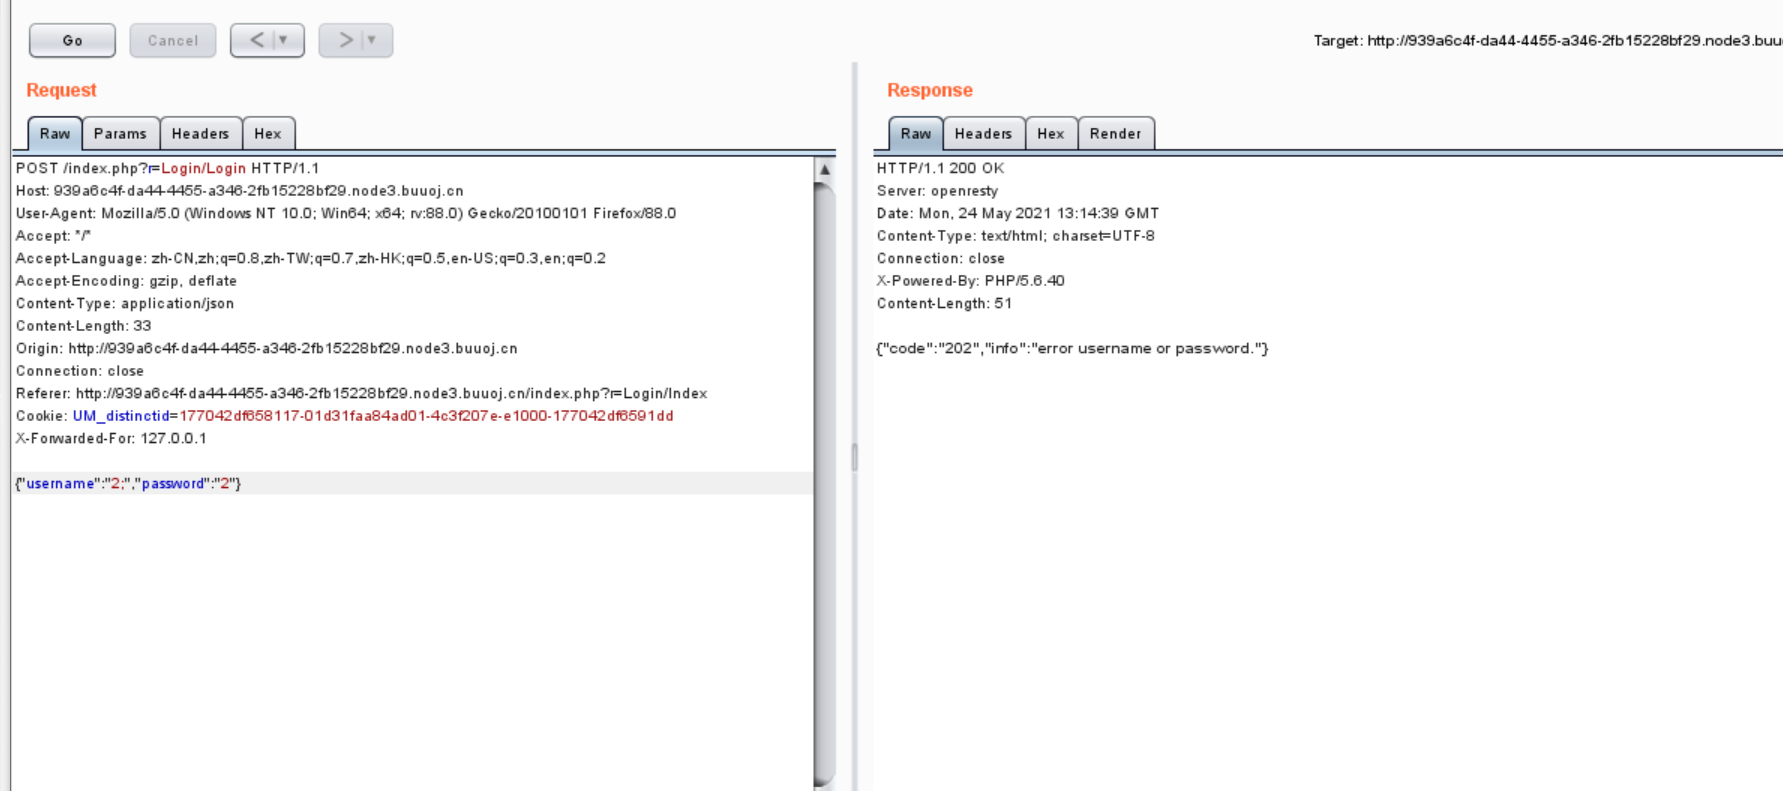 Go Cancel < >
Target: http://939a6c4f-da44-4455-a346-2fb15228bf29.node3.buu
Request
Raw Params Headers Hex
POST /index.php?r=Login/Login HTTP/1.1
Host: 939a6c4f-da44-4455-a346-2fb15228bf29.node3.buuoj.cn
User-Agent: Mozilla/5.0 (Windows NT 10.0; Win64; x64; rv:88.0) Gecko/20100101 Firefox/88.0
Accept: */*
Accept-Language: zh-CN,zh;q=0.8,zh-TW;q=0.7,zh-HK;q=0.5,en-US;q=0.3,en;q=0.2
Accept-Encoding: gzip, deflate
Content-Type: application/json
Content-Length: 33
Origin: http://939a6c4f-da44-4455-a346-2fb15228bf29.node3.buuoj.cn
Connection: close
Referer: http://939a6c4f-da44-4455-a346-2fb15228bf29.node3.buuoj.cn/index.php?r=Login/Index
Cookie: UM_distinctid=177042df658117-01d31faa84ad01-4c3f207e-e1000-177042df6591dd
X-Forwarded-For: 127.0.0.1
{"username":"2;","password":"2"}
Response
Raw Headers Hex Render
HTTP/1.1 200 OK
Server: openresty
Date: Mon, 24 May 2021 13:14:39 GMT
Content-Type: text/html; charset=UTF-8
Connection: close
X-Powered-By: PHP/5.6.40
Content-Length: 51
{"code":"202","info":"error username or password."}